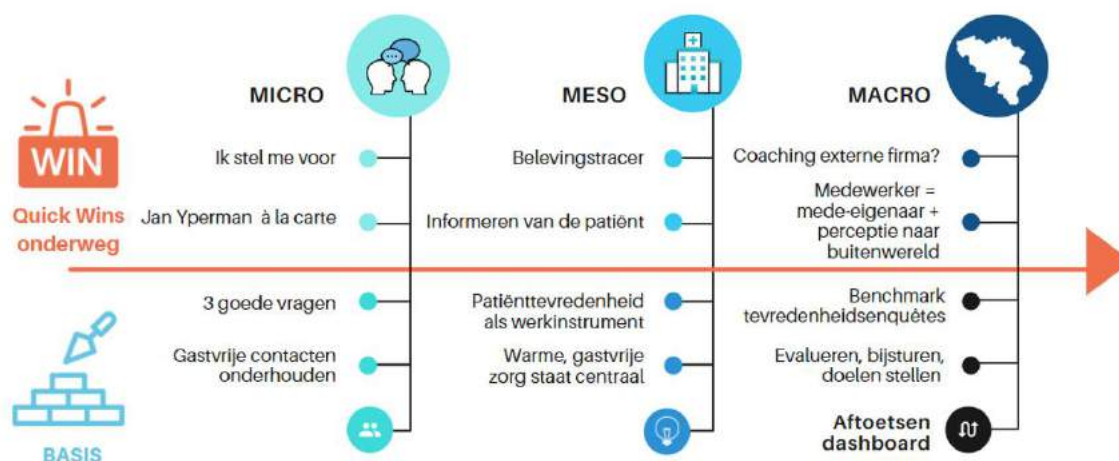 MICRO
MESO
MACRO
WIN
Quick Wins
onderweg
Ik stel me voor
Jan Yperman à la carte
Belevingstracer
Informeren van de patiënt
Coaching externe firma?
Medewerker =
mede-eigenaar +
perceptie naar
buitenwereld
3 goede vragen
Gastvrije contacten
onderhouden
Patiënttevredenheid
als werkinstrument
Warme, gastvrije
zorg staat centraal
Benchmark
tevredenheidsenquêtes
Evalueren, bijsturen,
doelen stellen
Aftoetsen
dashboard
BASIS